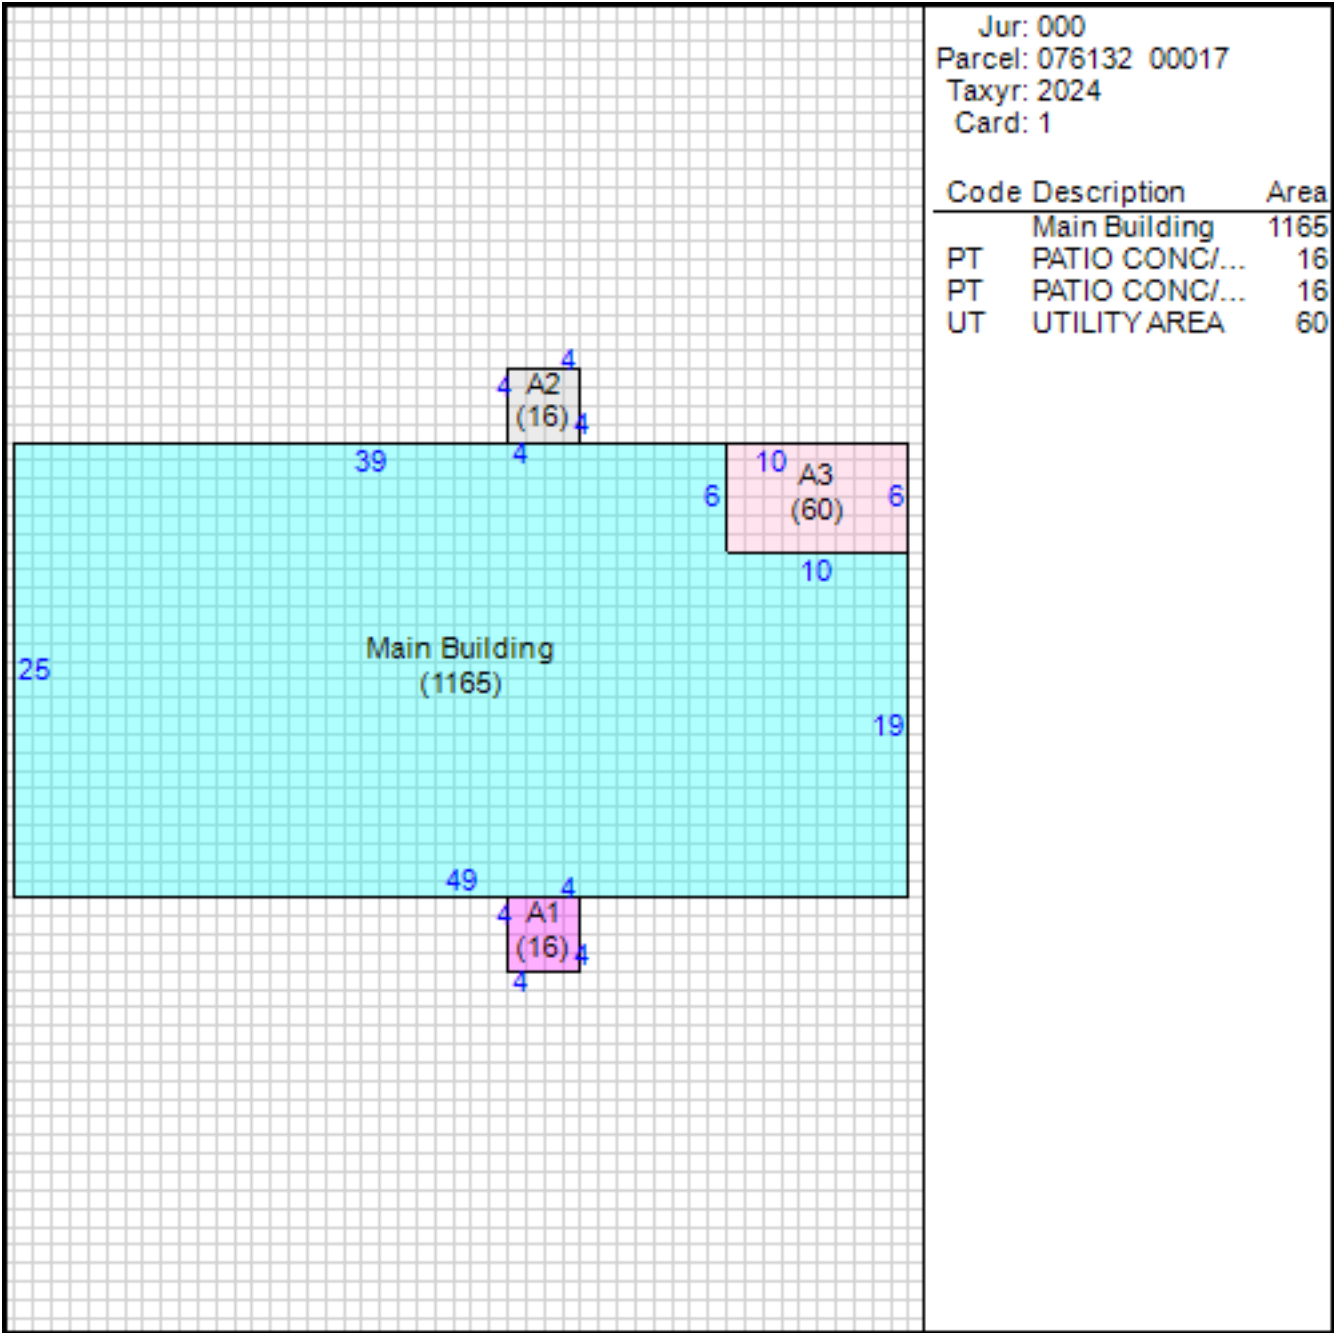 Jur: 000
Parcel: 076132 00017
Taxyr: 2024
Card: 1
Code Description Area
Main Building 1165
PT PATIO CONC/... 16
PT PATIO CONC/... 16
UT UTILITY AREA 60
4
4 A2
(16) 4
4
39
10
A3
6 6
(60)
10
Main Building
25
(1165)
19
49
4
4 A1
(16) 4
4